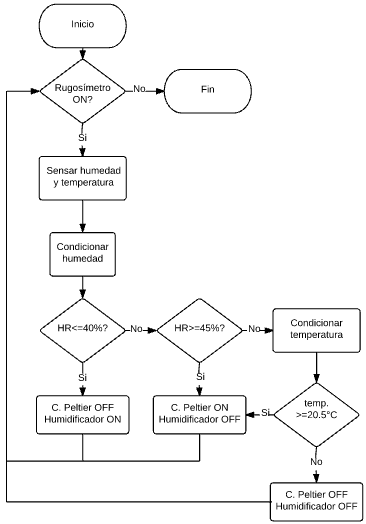 Inicio
Rugosímetro
ON?
No
Fin
Si
Sensar humedad
y temperatura
Condicionar
humedad
HR<=40%?
No
HR>=45%?
No
Condicionar
temperatura
Si
Si
C. Peltier OFF
Humidificador ON
C. Peltier ON
Humidificador OFF
Si
temp.
>=20.5°C
No
C. Peltier OFF
Humidificador OFF